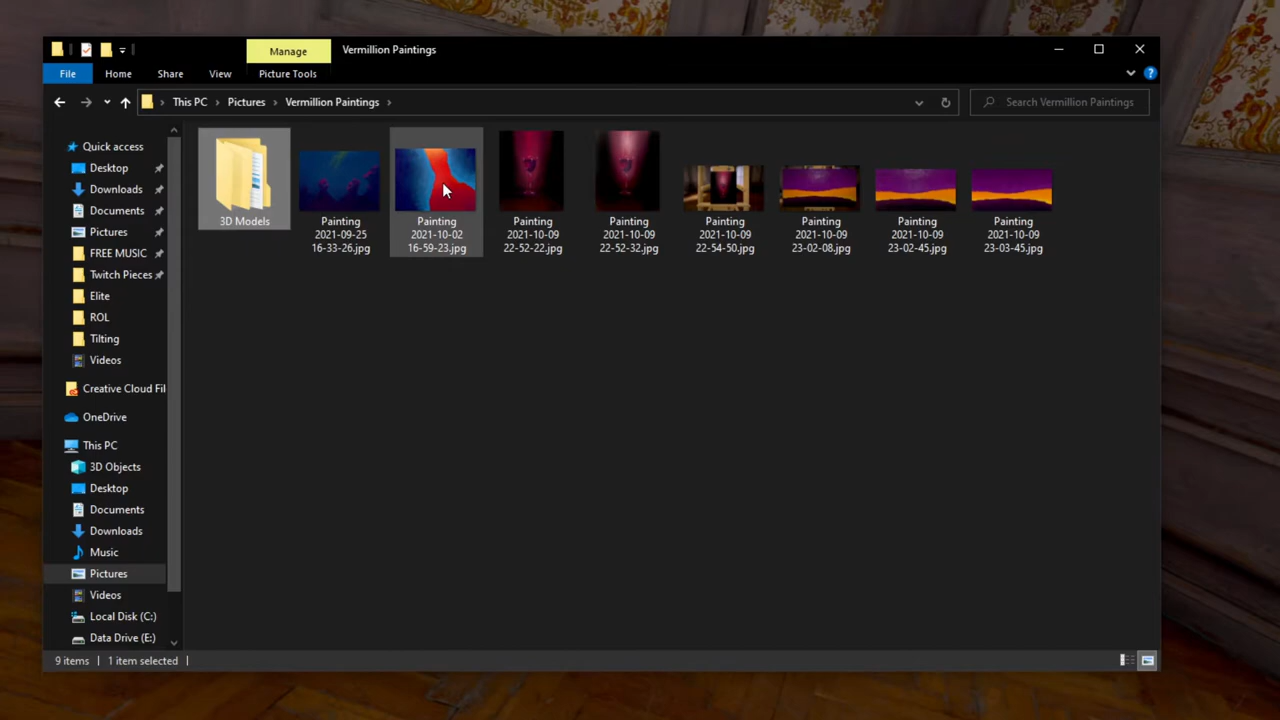 Manage
Vermillion Paintings
File
Home
Share
View
Picture Tools
This PC
Pictures
Vermillion Paintings
Search Vermillion Paintings
Quick access
Desktop
Downloads
Documents
Pictures
FREE MUSIC
Twitch Pieces
Elite
ROL
Tilting
Videos
Creative Cloud Fil
OneDrive
This PC
3D Objects
Desktop
Documents
Downloads
Music
Pictures
Videos
Local Disk (C:)
Data Drive (E:)
3D Models
Painting
2021-09-25
16-33-26.jpg
Painting
2021-10-02
16-59-23.jpg
Painting
2021-10-09
22-52-22.jpg
Painting
2021-10-09
22-52-32.jpg
Painting
2021-10-09
22-54-50.jpg
Painting
2021-10-09
23-02-08.jpg
Painting
2021-10-09
23-02-45.jpg
Painting
2021-10-09
23-03-45.jpg
9 items
1 item selected